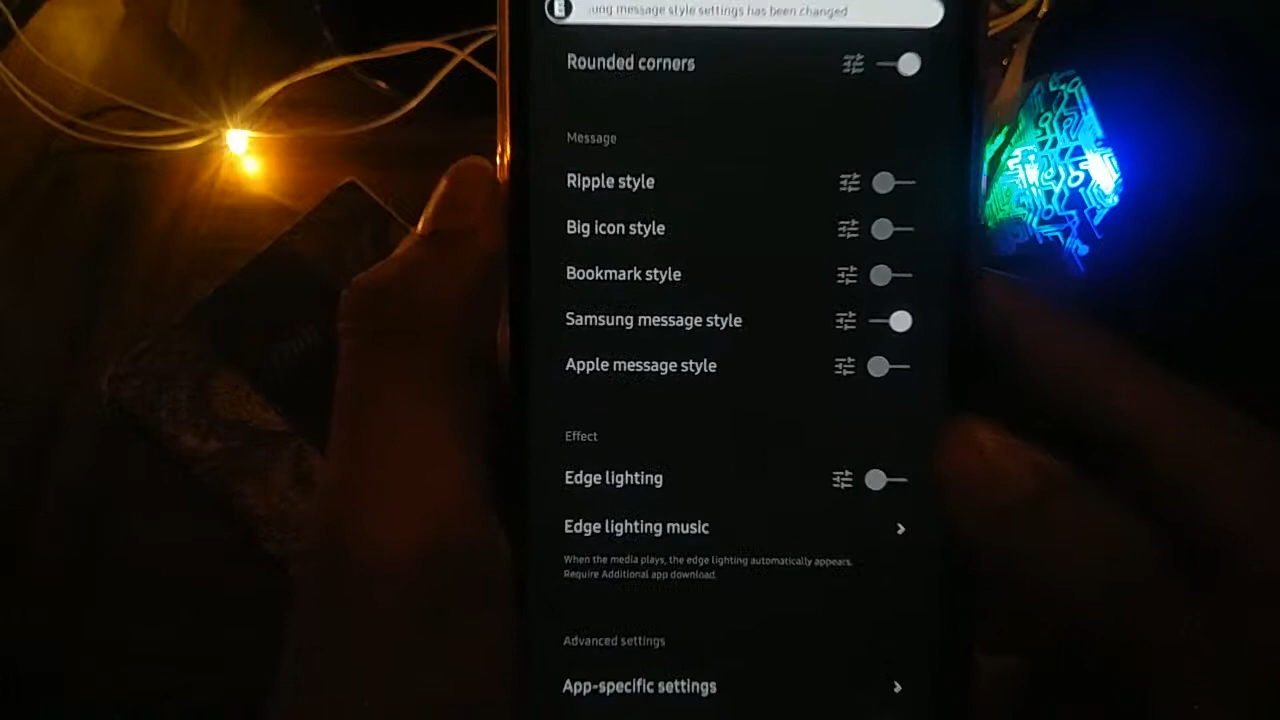 message style settings has been changed
Rounded corners
Message
Ripple style
Big icon style
Bookmark style
Samsung message style
Apple message style
Effect
Edge lighting
Edge lighting music
When the media plays, the edge lighting automatically appears.
Require Additional app download.
Advanced settings
App-specific settings